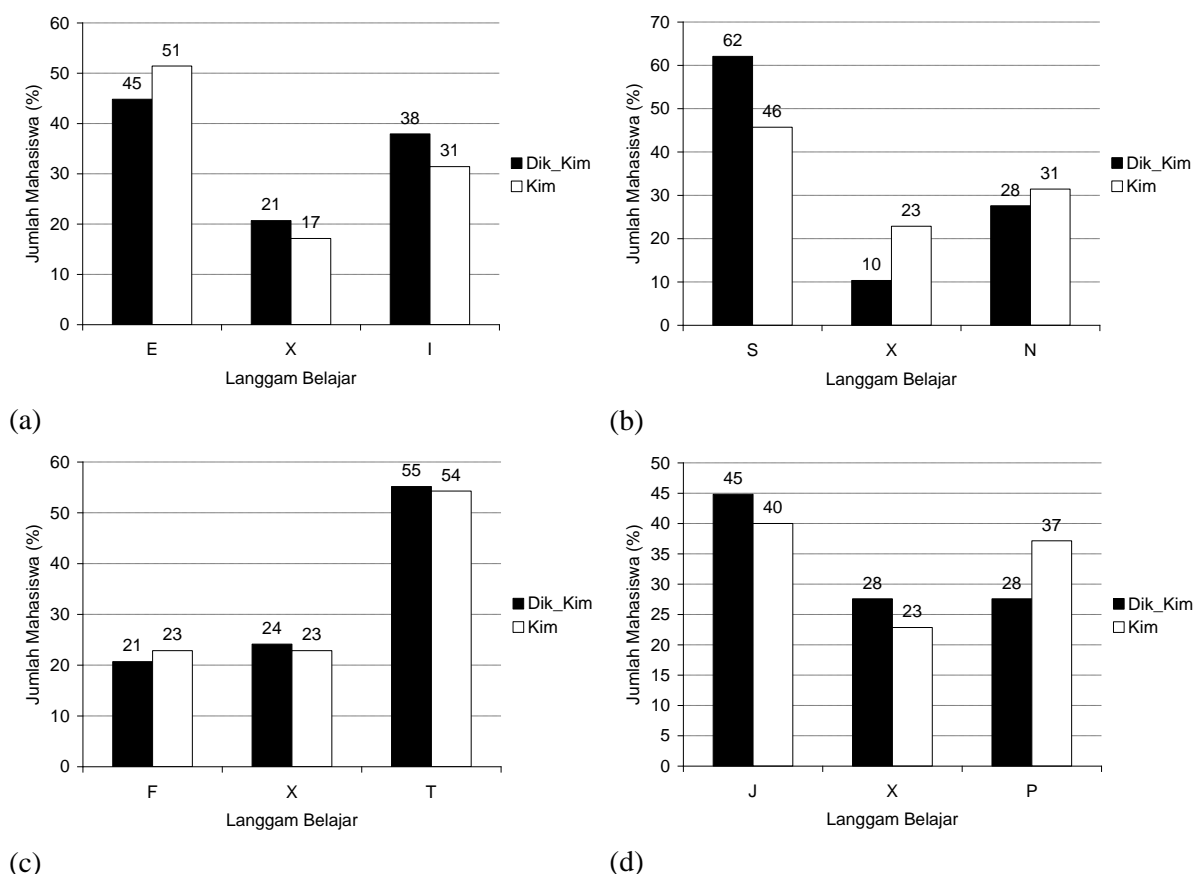 60
50
40
30
20
10
0
Jumlah Mahasiswa (%)
45
51
21
17
38
31
E X I
Langgam Belajar
Dik_Kim
Kim
(a)
70
60
50
40
30
20
10
0
Jumlah Mahasiswa (%)
62
46
10
23
28
31
S X N
Langgam Belajar
Dik_Kim
Kim
(b)
60
50
40
30
20
10
0
Jumlah Mahasiswa (%)
21
23
24
23
55
54
F X T
Langgam Belajar
Dik_Kim
Kim
(c)
50
45
40
35
30
25
20
15
10
5
0
Jumlah Mahasiswa (%)
45
40
28
23
28
37
J X P
Langgam Belajar
Dik_Kim
Kim
(d)